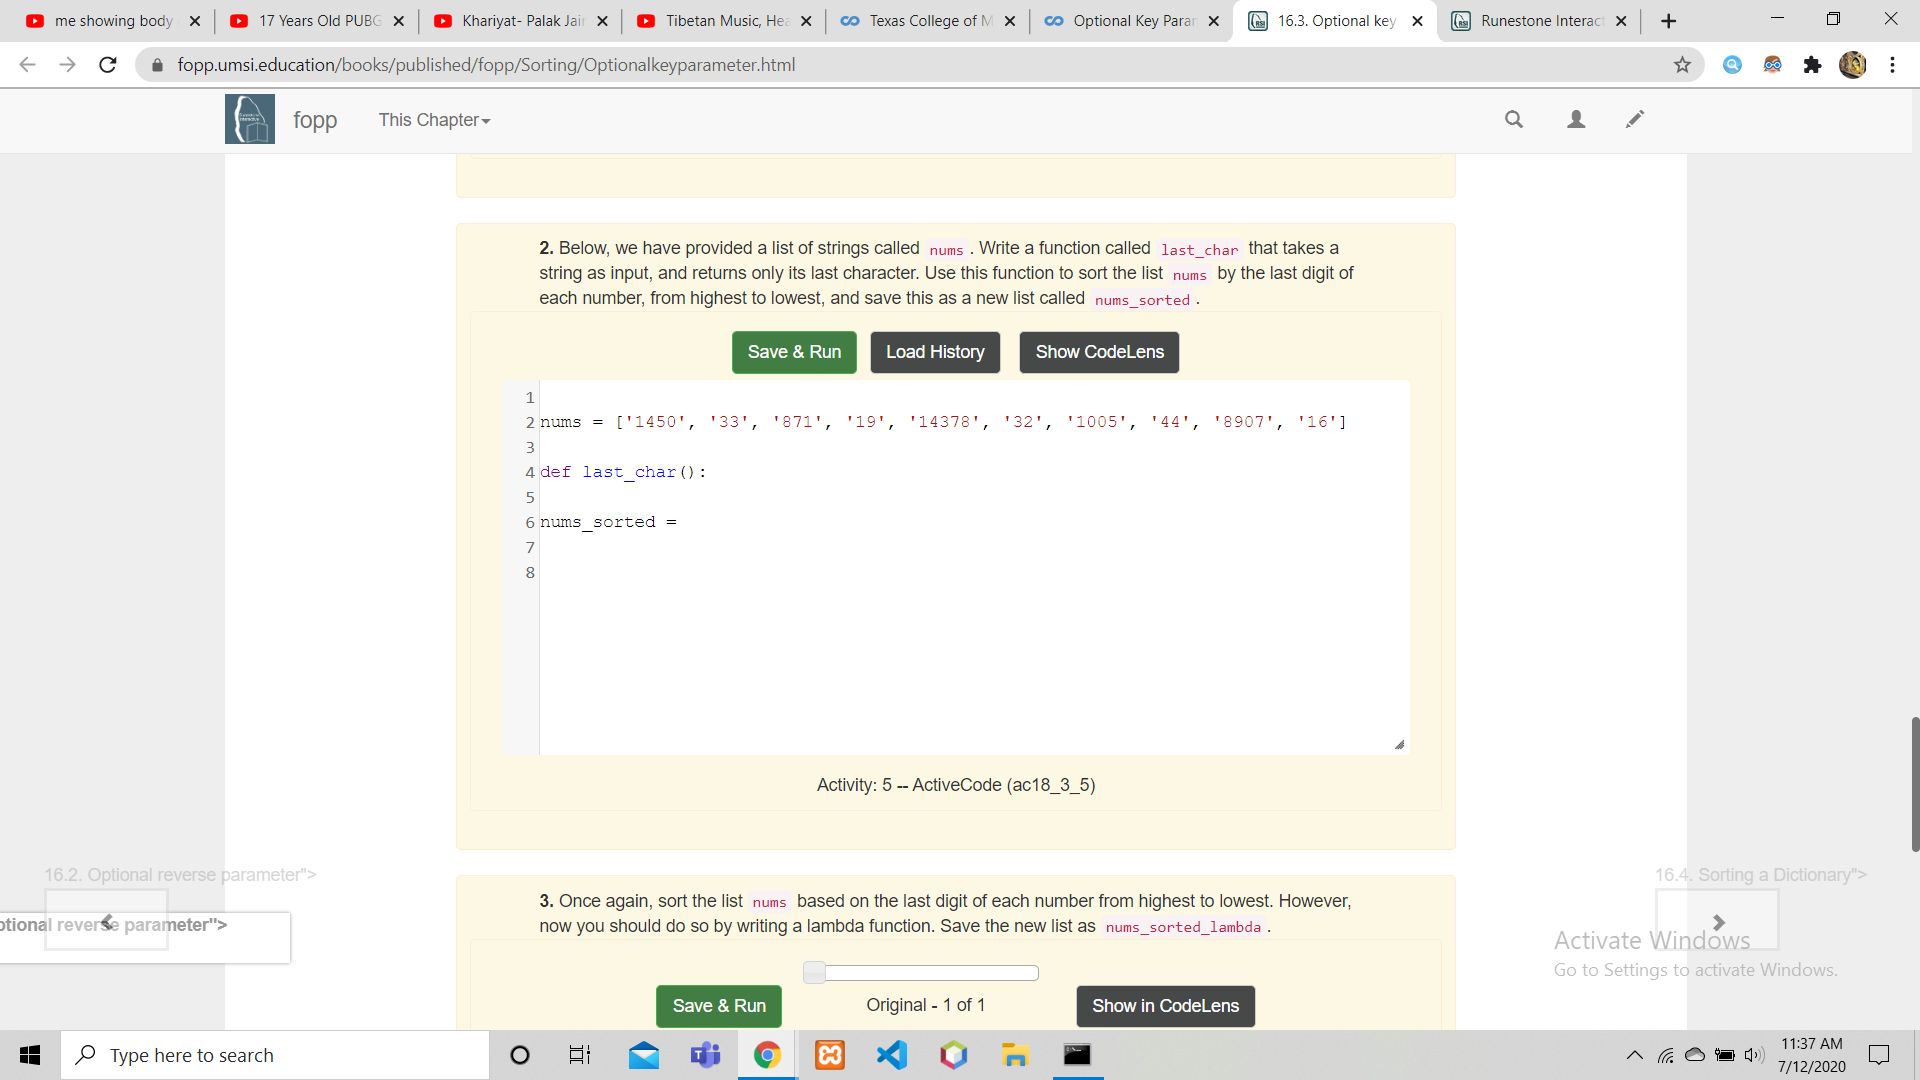 me showing body
17 Years Old PUBG
Khariyat- Palak Jain
Tibetan Music, Hea
Texas College of M
Optional Key Param
16.3. Optional key
Runestone Interact
fopp.umsi.education/books/published/fopp/Sorting/Optionalkeyparameter.html
fopp
This Chapter
2. Below, we have provided a list of strings called nums. Write a function called last_char that takes a
string as input, and returns only its last character. Use this function to sort the list nums by the last digit of
each number, from highest to lowest, and save this as a new list called nums_sorted.
Save & Run
Load History
Show CodeLens
1
2 nums = ['1450', '33', '871', '19', '14378', '32', '1005', '44', '8907', '16']
3
4 def last_char():
5
6 nums_sorted =
7
8
Activity: 5 -- ActiveCode (ac18_3_5)
16.2. Optional reverse parameter">
ptional reverse parameter">
16.4. Sorting a Dictionary">
3. Once again, sort the list nums based on the last digit of each number from highest to lowest. However,
now you should do so by writing a lambda function. Save the new list as nums_sorted_lambda.
Activate Windows
Go to Settings to activate Windows.
Save & Run
Original - 1 of 1
Show in CodeLens
Type here to search
11:37 AM
7/12/2020